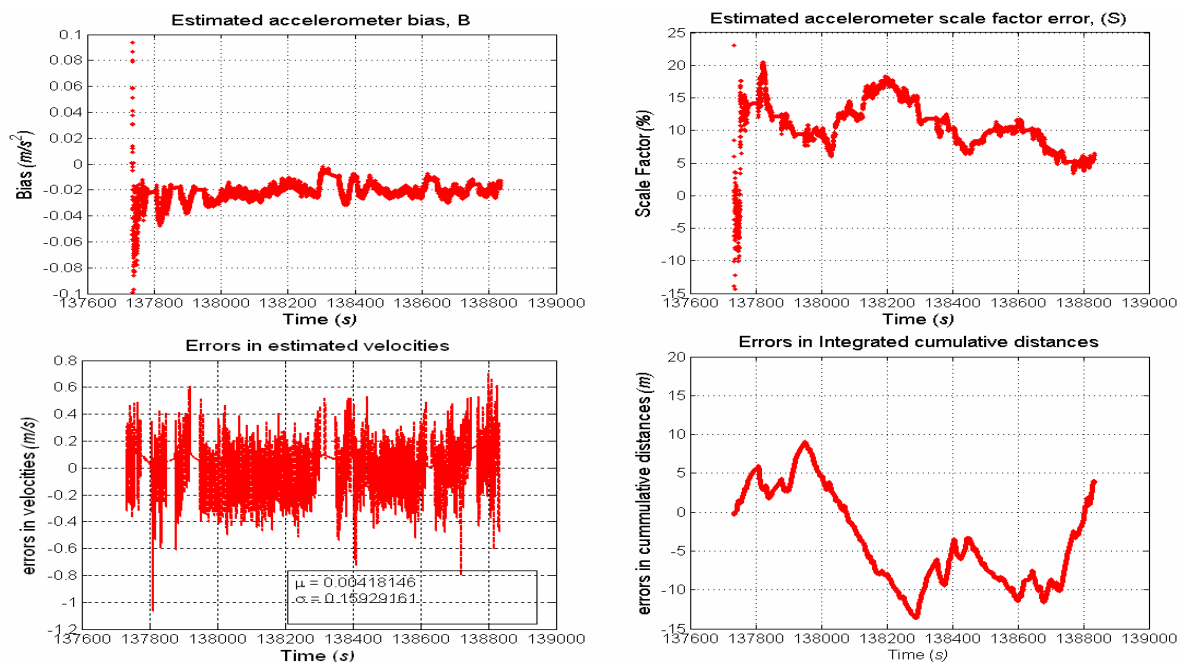 Estimated accelerometer bias, B
0.1
0.08
0.06
0.04
0.02
0
-0.02
-0.04
-0.06
-0.08
-0.1
Bias (m/s²)
137600 137800 138000 138200 138400 138600 138800 139000
Time (s)
Estimated accelerometer scale factor error, (S)
25
20
15
10
5
0
-5
-10
-15
Scale Factor (%)
137600 137800 138000 138200 138400 138600 138800 139000
Time (s)
Errors in estimated velocities
0.8
0.6
0.4
0.2
0
-0.2
-0.4
-0.6
-0.8
-1
-1.2
errors in velocities (m/s)
μ = 0.00418146
σ = 0.15929161
137600 137800 138000 138200 138400 138600 138800 139000
Time (s)
Errors in Integrated cumulative distances
20
15
10
5
0
-5
-10
-15
-20
errors in cummulative distances (m)
137600 137800 138000 138200 138400 138600 138800 139000
Time (s)